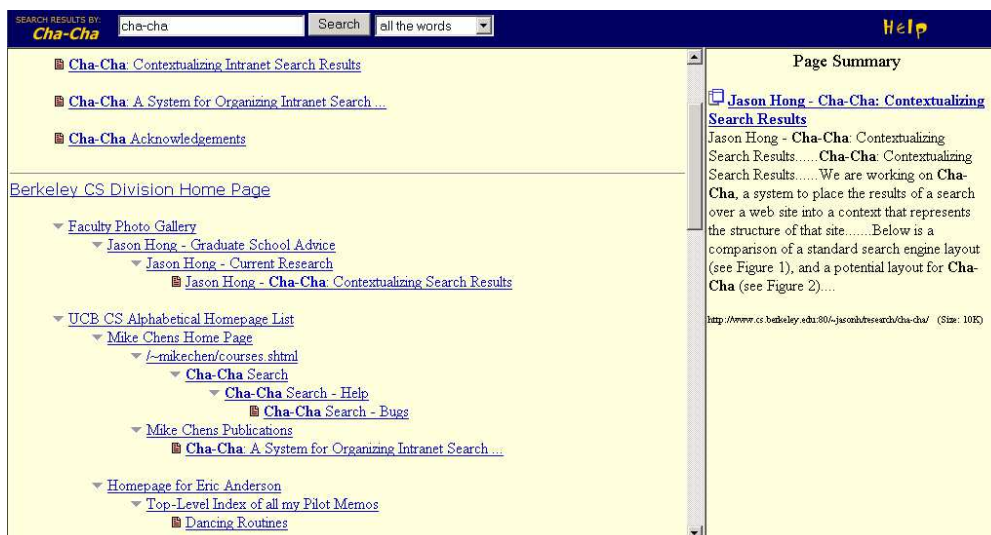 SEARCH RESULTS BY:
Cha-Cha
cha-cha
Search
all the words
Help
Cha-Cha: Contextualizing Intranet Search Results
Cha-Cha: A System for Organizing Intranet Search ...
Cha-Cha Acknowledgements
Berkeley CS Division Home Page
Faculty Photo Gallery
Jason Hong - Graduate School Advice
Jason Hong - Current Research
Jason Hong - Cha-Cha: Contextualizing Search Results
UCB CS Alphabetical Homepage List
Mike Chens Home Page
/~mikechen/courses.shtml
Cha-Cha Search
Cha-Cha Search - Help
Cha-Cha Search - Bugs
Mike Chens Publications
Cha-Cha: A System for Organizing Intranet Search ...
Homepage for Eric Anderson
Top-Level Index of all my Pilot Memos
Dancing Routines
Page Summary
Jason Hong - Cha-Cha: Contextualizing
Search Results
Jason Hong - Cha-Cha: Contextualizing
Search Results......Cha-Cha: Contextualizing
Search Results......We are working on Cha-
Cha, a system to place the results of a search
over a web site into a context that represents
the structure of that site.......Below is a
comparison of a standard search engine layout
(see Figure 1), and a potential layout for Cha-
Cha (see Figure 2)....
http://www.cs.berkeley.edu:80/~jasonh/research/cha-cha/ (Size: 10K)